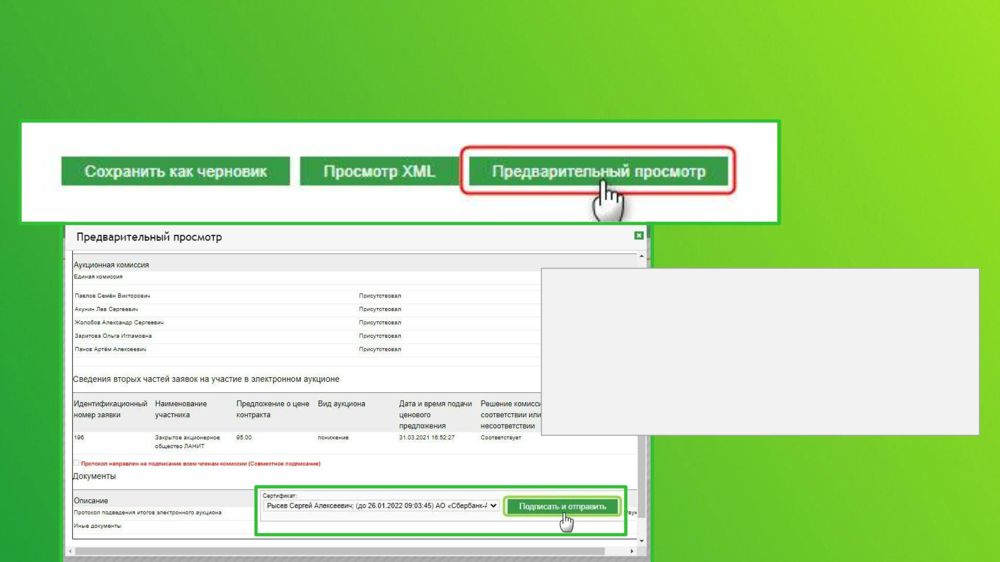 Сохранить как черновик Просмотр XML Предварительный просмотр
Предварительный просмотр
Аукционная комиссия
Единая комиссия
Павлов Семён Викторович Присутствовал
Акунин Лев Сергеевич Присутствовал
Жолобов Александр Сергеевич Присутствовал
Заритова Ольга Игламовна Присутствовал
Панов Артём Алексеевич Присутствовал
Сведения вторых частей заявок на участие в электронном аукционе
Идентификационный Наименование Предложение о цене Вид аукциона Дата и время подачи Решение
номер заявки участника контракта ценового соответствии или
предложения несоответствии
196 Закрытое акционерное 95.00 понижение 31.03.2021 16:52:27 Соответствует
общество ЛАНИТ
Протокол направлен на подписание всем членам комиссии (Совместное подписание)
Документы
Сертификат:
Описание
Рысев Сергей Алексеевич; (до 26.01.2022 09:03:45) АО «Сбербанк-А Подписать и отправить
Протокол подведения итогов электронного аукциона
Иные документы